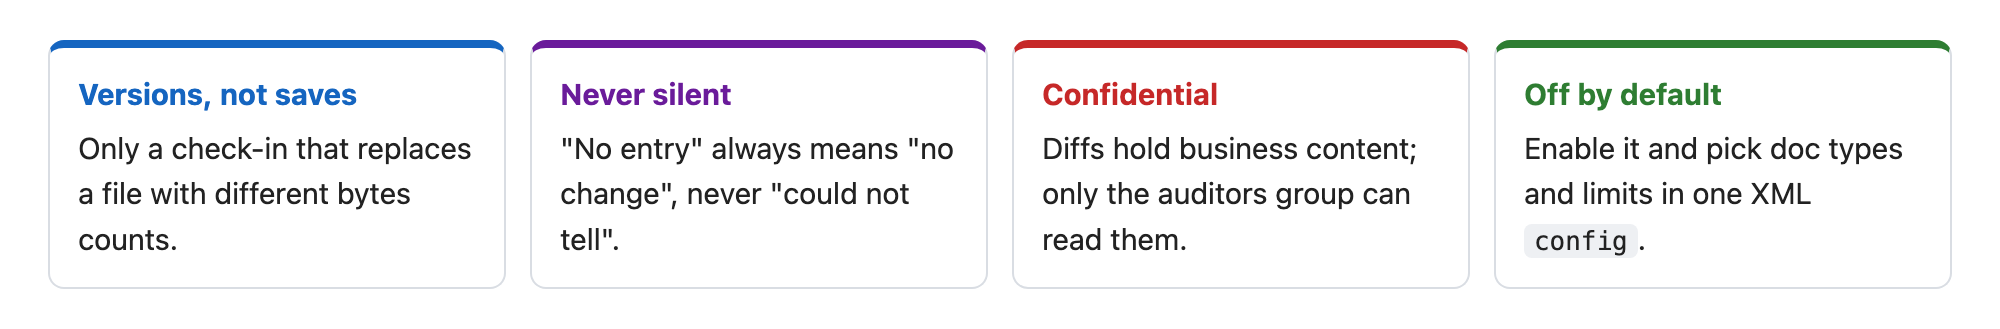 Versions, not saves
Only a check-in that replaces
a file with different bytes
counts.
Never silent
"No entry" always means "no
change", never "could not
tell".
Confidential
Diffs hold business content;
only the auditors group can
read them.
Off by default
Enable it and pick doc types
and limits in one XML
config.